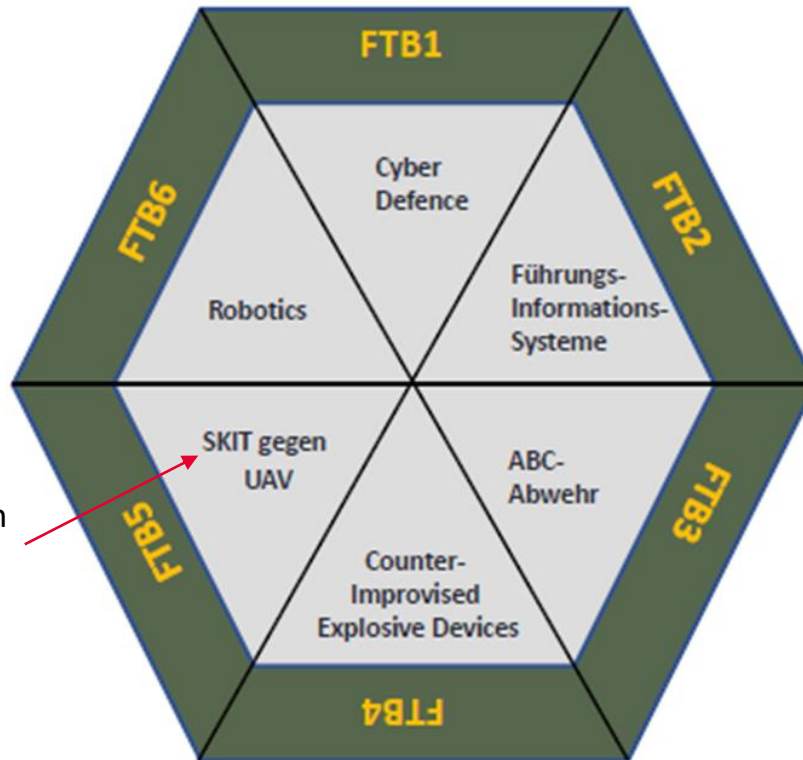 FTB1
Cyber
Defence
FTB2
Führungs-
Informations-
Systeme
FTB6
Robotics
SKIT gegen
UAV
ABC-
Abwehr
FTB3
n
FTB5
Counter-
Improvised
Explosive Devices
FTB4